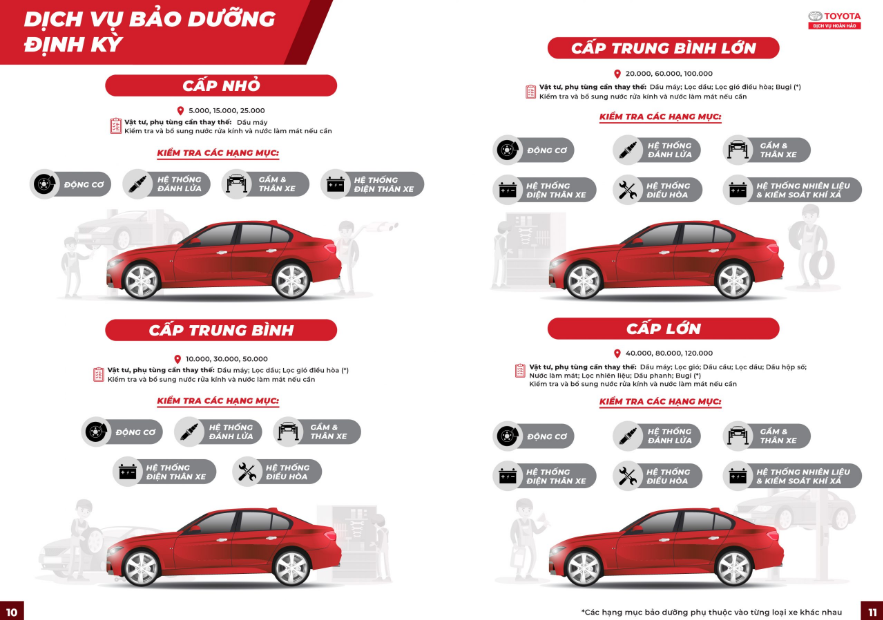 DỊCH VỤ BẢO DƯỠNG
ĐỊNH KỲ
CẤP NHỎ
5.000, 15.000, 25.000
Vật tư, phụ tùng cần thay thế: Dầu máy
Kiểm tra và bổ sung nước rửa kính và nước làm mát nếu cần
KIỂM TRA CÁC HẠNG MỤC:
ĐỘNG CƠ
HỆ THỐNG
ĐÁNH LỬA
GẦM &
THÂN XE
HỆ THỐNG
ĐIỆN THÂN XE
CẤP TRUNG BÌNH
10.000, 30.000, 50.000
Vật tư, phụ tùng cần thay thế: Dầu máy; Lọc dầu; Lọc gió điều hòa (*)
Kiểm tra và bổ sung nước rửa kính và nước làm mát nếu cần
KIỂM TRA CÁC HẠNG MỤC:
ĐỘNG CƠ
HỆ THỐNG
ĐÁNH LỬA
GẦM &
THÂN XE
HỆ THỐNG
ĐIỆN THÂN XE
HỆ THỐNG
ĐIỀU HÒA
10
TOYOTA
DỊCH VỤ HOÀN HẢO
CẤP TRUNG BÌNH LỚN
20.000, 60.000, 100.000
Vật tư, phụ tùng cần thay thế: Dầu máy; Lọc dầu; Lọc gió điều hòa; Bugi (*)
Kiểm tra và bổ sung nước rửa kính và nước làm mát nếu cần
KIỂM TRA CÁC HẠNG MỤC:
ĐỘNG CƠ
HỆ THỐNG
ĐÁNH LỬA
GẦM &
THÂN XE
HỆ THỐNG
ĐIỆN THÂN XE
HỆ THỐNG
ĐIỀU HÒA
HỆ THỐNG NHIÊN LIỆU
& KIỂM SOÁT KHÍ XẢ
CẤP LỚN
40.000, 80.000, 120.000
Vật tư, phụ tùng cần thay thế: Dầu máy; Lọc gió; Dầu cầu; Lọc dầu; Dầu hộp số;
Nước làm mát; Lọc nhiên liệu; Dầu phanh; Bugi (*)
Kiểm tra và bổ sung nước rửa kính và nước làm mát nếu cần
KIỂM TRA CÁC HẠNG MỤC:
ĐỘNG CƠ
HỆ THỐNG
ĐÁNH LỬA
GẦM &
THÂN XE
HỆ THỐNG
ĐIỆN THÂN XE
HỆ THỐNG
ĐIỀU HÒA
HỆ THỐNG NHIÊN LIỆU
& KIỂM SOÁT KHÍ XẢ
*Các hạng mục bảo dưỡng phụ thuộc vào từng loại xe khác nhau
11